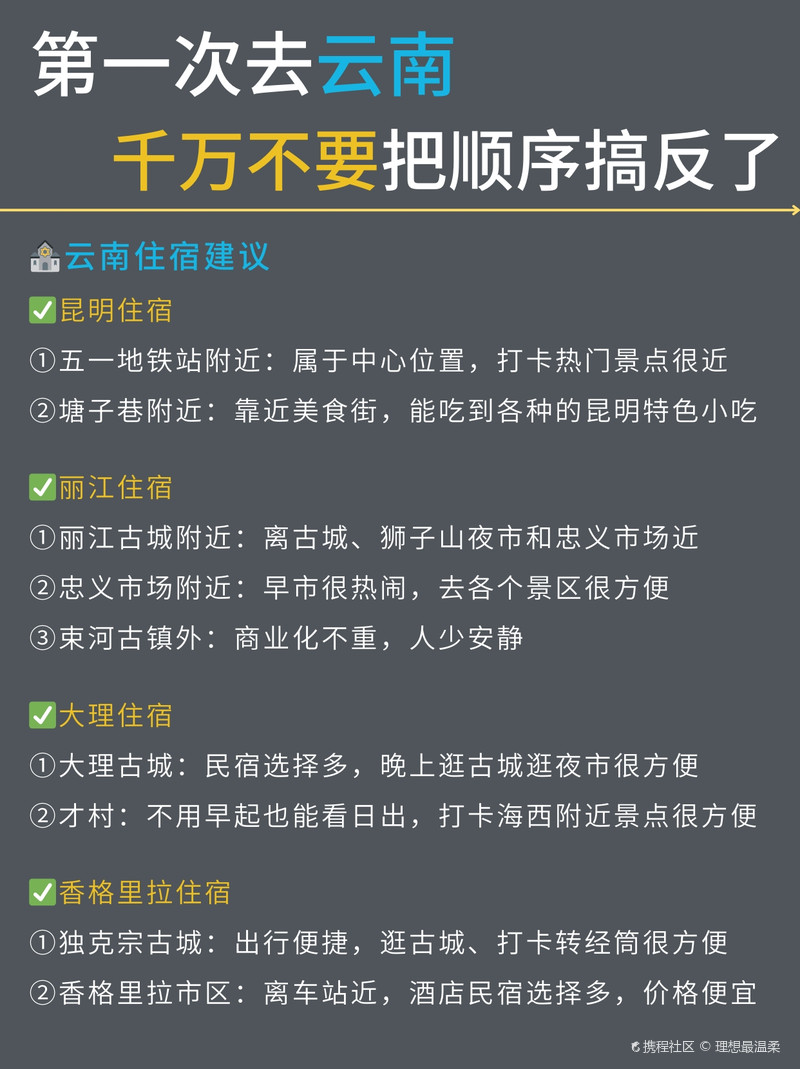 第一次去云南
千万不要把顺序搞反了
云南住宿建议
昆明住宿
①五一地铁站附近：属于中心位置，打卡热门景点很近
②塘子巷附近：靠近美食街，能吃到各种的昆明特色小吃
丽江住宿
①丽江古城附近：离古城、狮子山夜市和忠义市场近
②忠义市场附近：早市很热闹，去各个景区很方便
③束河古镇外：商业化不重，人少安静
大理住宿
①大理古城：民宿选择多，晚上逛古城逛夜市很方便
②才村：不用早起也能看日出，打卡海西附近景点很方便
香格里拉住宿
①独克宗古城：出行便捷，逛古城、打卡转经筒很方便
②香格里拉市区：离车站近，酒店民宿选择多，价格便宜
携程社区 © 理想最温柔